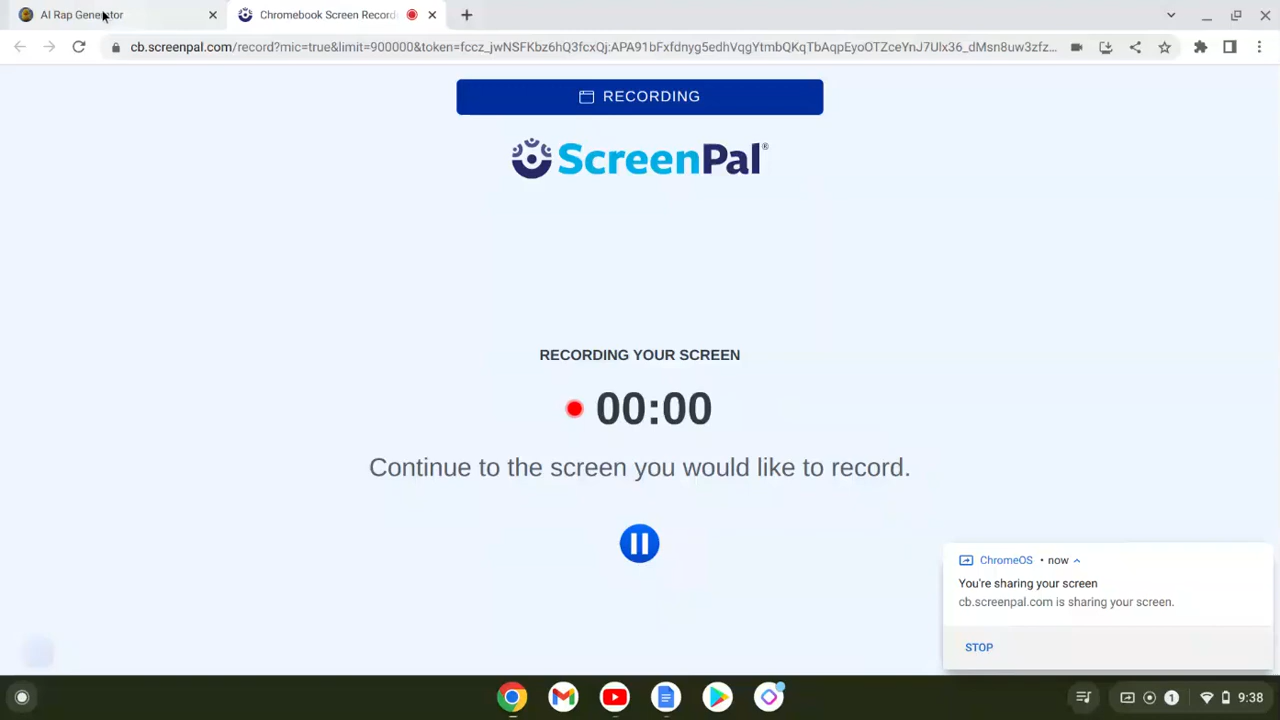 AI Rap Generator
Chromebook Screen Record
cb.screenpal.com/record?mic=true&limit=900000&token=fccz_jwNSFKbz6hQ3fcxQj:APA91bFxfdnyg5edhVqgYtmbQKqTbAqpEyoOTZceYnJ7UIx36_dMsn8uw3zfz...
RECORDING
ScreenPal®
RECORDING YOUR SCREEN
00:00
Continue to the screen you would like to record.
ChromeOS • now
You're sharing your screen
cb.screenpal.com is sharing your screen.
STOP
1
9:38